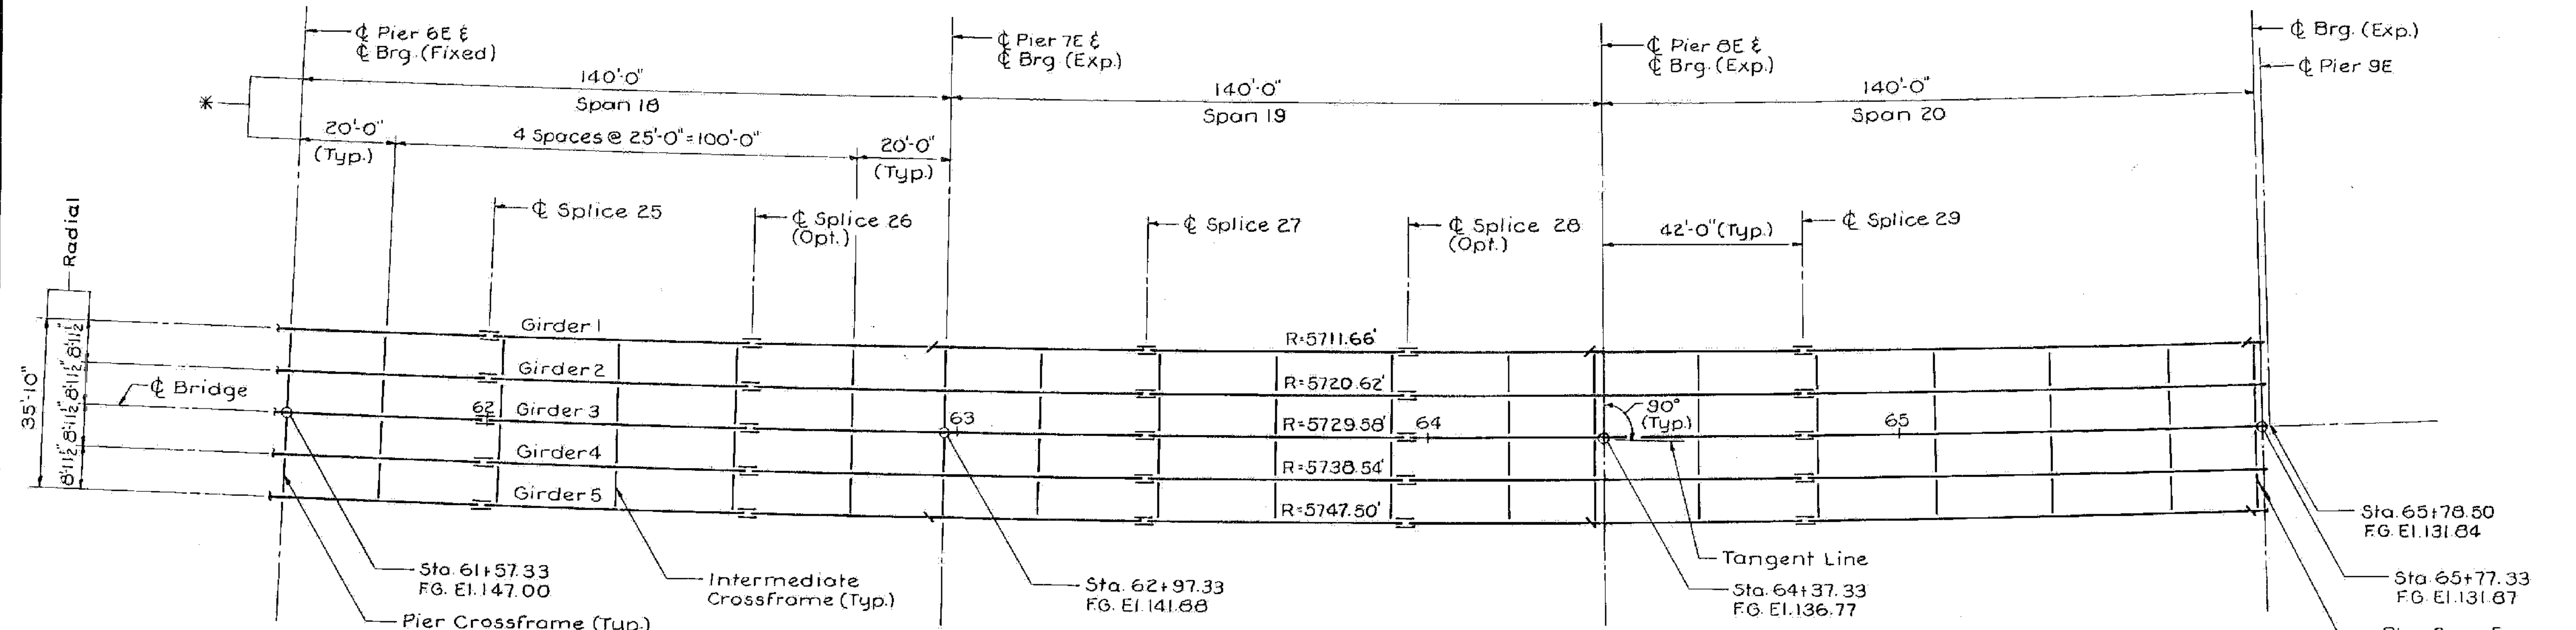 ℄ Pier 6E &
℄ Brg. (Fixed)
℄ Pier 7E &
℄ Brg. (Exp.)
℄ Pier 8E &
℄ Brg. (Exp.)
℄ Brg. (Exp.)
℄ Pier 9E
140'-0"
Span 18
140'-0"
Span 19
140'-0"
Span 20
*
20'-0"
(Typ.)
4 Spaces @ 25'-0" = 100'-0"
20'-0"
(Typ.)
Radial
℄ Splice 25
℄ Splice 26
(Opt.)
℄ Splice 27
℄ Splice 28
(Opt.)
42'-0" (Typ.)
℄ Splice 29
35'-10"
8'-11½"
8'-11½"
8'-11½"
8'-11½"
℄ Bridge
Girder 1
Girder 2
62
Girder 3
Girder 4
Girder 5
63
R=5711.66'
R=5720.62'
R=5729.58'
R=5738.54'
R=5747.50'
64
90°
(Typ.)
65
Sta. 61+57.33
F.G. El. 147.00
Pier Crossframe (Typ.)
Intermediate
Crossframe (Typ.)
Sta. 62+97.33
F.G. El. 141.88
Tangent Line
Sta. 64+37.33
F.G. El. 136.77
Sta. 65+78.50
F.G. El. 131.84
Sta. 65+77.33
F.G. El. 131.87